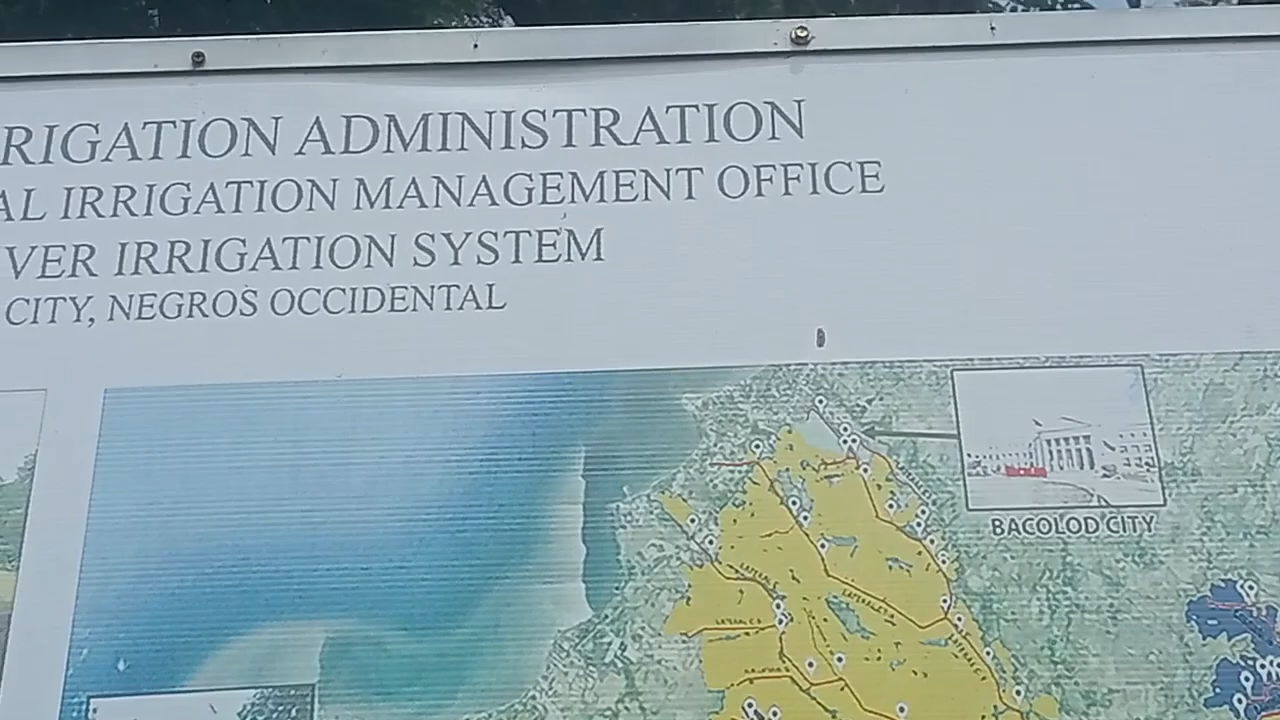 RIGATION ADMINISTRATION
AL IRRIGATION MANAGEMENT OFFICE
VER IRRIGATION SYSTEM
CITY, NEGROS OCCIDENTAL
BACOLOD CITY